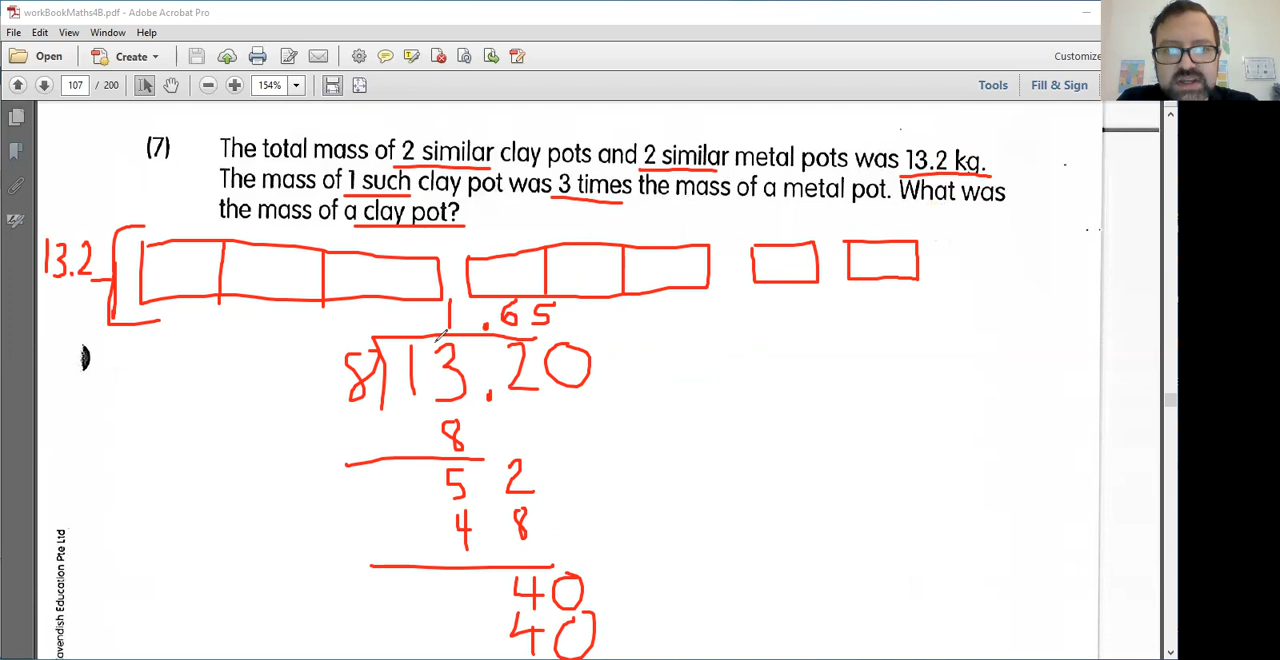 workBookMaths4B.pdf - Adobe Acrobat Pro
File Edit View Window Help
Open Create Customize
107 / 200 154% Tools Fill & Sign
(7) The total mass of 2 similar clay pots and 2 similar metal pots was 13.2 kg.
The mass of 1 such clay pot was 3 times the mass of a metal pot. What was
the mass of a clay pot?
13.2
1.65
8 13.20
8
5 2
4 8
40
40
avendish Education Pte Ltd